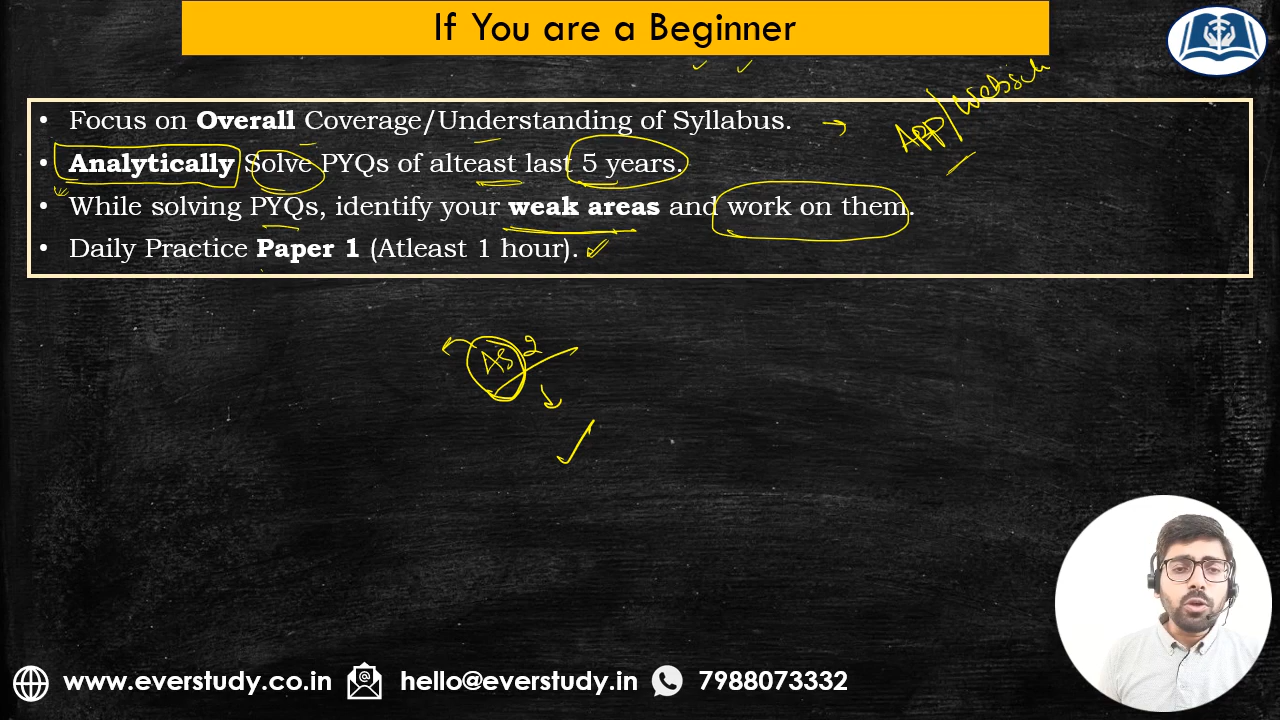 If You are a Beginner
APP/Website
• Focus on Overall Coverage/Understanding of Syllabus.
• Analytically Solve PYQs of alteast last 5 years.
• While solving PYQs, identify your weak areas and work on them.
• Daily Practice Paper 1 (Atleast 1 hour).
2
www.everstudy.co.in
hello@everstudy.in
7988073332